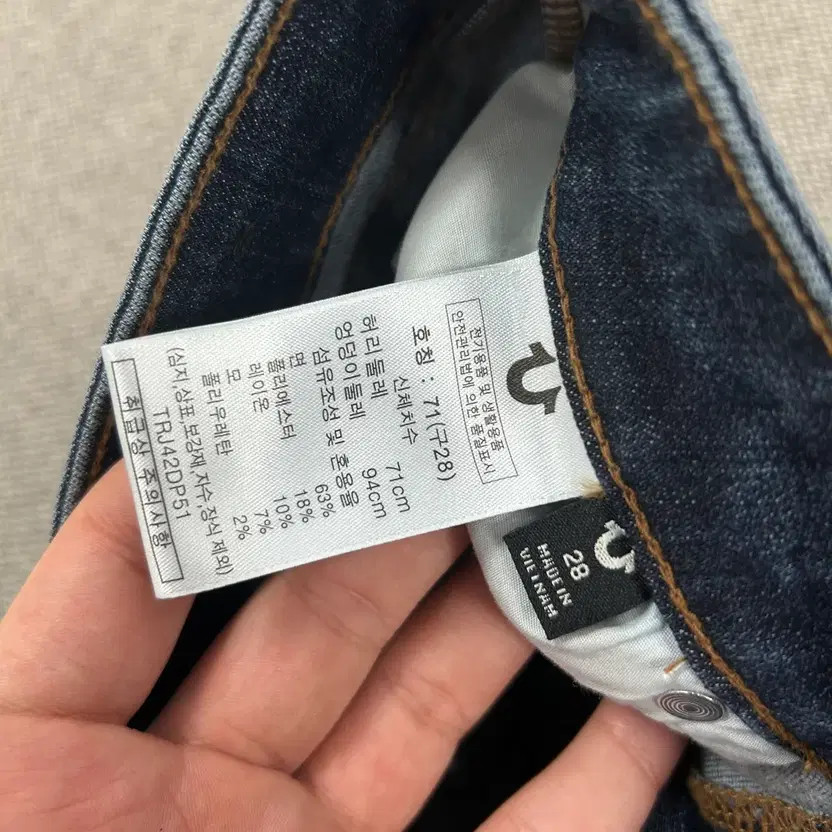 전기용품 및 생활용품
안전관리법에 의한 품질표시
호칭 : 71(구28)
신체치수
허리둘레 71cm
엉덩이둘레 94cm
섬유조성 및 혼용율
면 63%
폴리에스터 18%
레이온 10%
모 7%
폴리우레탄 2%
(심지,상표,보강재,자수,장식 제외)
TRJ42DP51
취급상 주의사항
28
MADE IN
VIETNAM